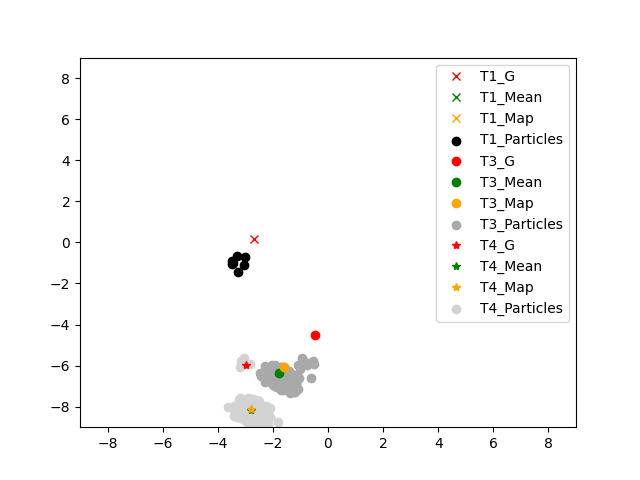 8
6
4
2
0
−2
−4
−6
−8
−8 −6 −4 −2 0 2 4 6 8
T1_G
T1_Mean
T1_Map
T1_Particles
T3_G
T3_Mean
T3_Map
T3_Particles
T4_G
T4_Mean
T4_Map
T4_Particles